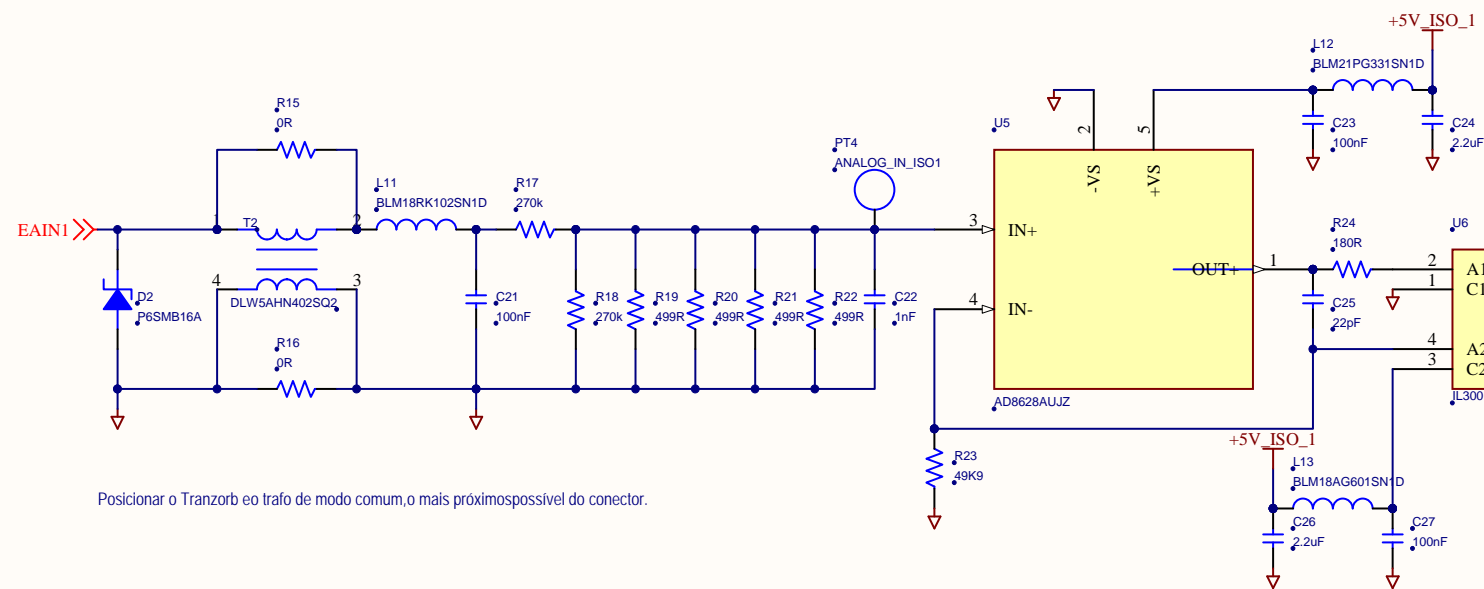 +5V_ISO_1
L12
BLM21PG331SN1D
R15
0R
U5
2
5
C23
100nF
C24
2.2uF
PT4
ANALOG_IN_ISO1
-VS
+VS
L11
BLM18RK102SN1D
R17
270k
EAIN1
1
T2
2
3
IN+
R24
180R
U6
4
3
DLW5AHN402SQ2
D2
P6SMB16A
C21
100nF
R18
270k
R19
499R
R20
499R
R21
499R
R22
499R
C22
1nF
4
IN-
OUT+
1
2
A1
1
C1
C25
22pF
R16
0R
4
A2
3
C2
IL300
AD8628AUJZ
R23
49K9
+5V_ISO_1
L13
BLM18AG601SN1D
Posicionar o Tranzorb eo trafo de modo comum,o mais próximospossível do conector.
C26
2.2uF
C27
100nF